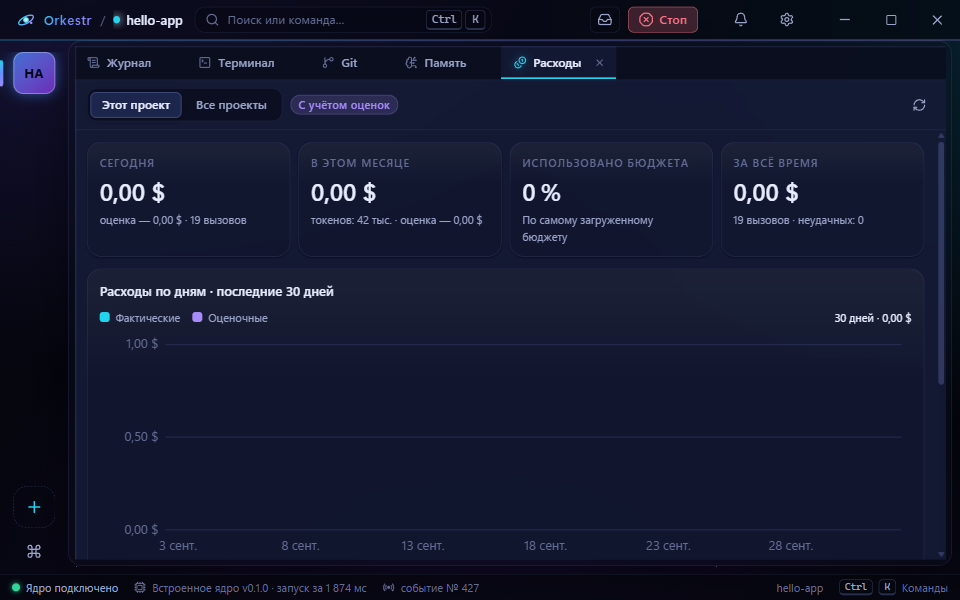 Orkestr / hello-app Поиск или команда... Ctrl K Стоп
HA
Журнал Терминал Git Память Расходы
Этот проект Все проекты С учётом оценок
СЕГОДНЯ
0,00 $
оценка — 0,00 $ · 19 вызовов
В ЭТОМ МЕСЯЦЕ
0,00 $
токенов: 42 тыс. · оценка — 0,00 $
ИСПОЛЬЗОВАНО БЮДЖЕТА
0 %
По самому загруженному
бюджету
ЗА ВСЁ ВРЕМЯ
0,00 $
19 вызовов · неудачных: 0
Расходы по дням · последние 30 дней
Фактические Оценочные 30 дней · 0,00 $
1,00 $
0,50 $
0,00 $
3 сент. 8 сент. 13 сент. 18 сент. 23 сент. 28 сент.
Ядро подключено Встроенное ядро v0.1.0 · запуск за 1 874 мс событие № 427 hello-app Ctrl K Команды